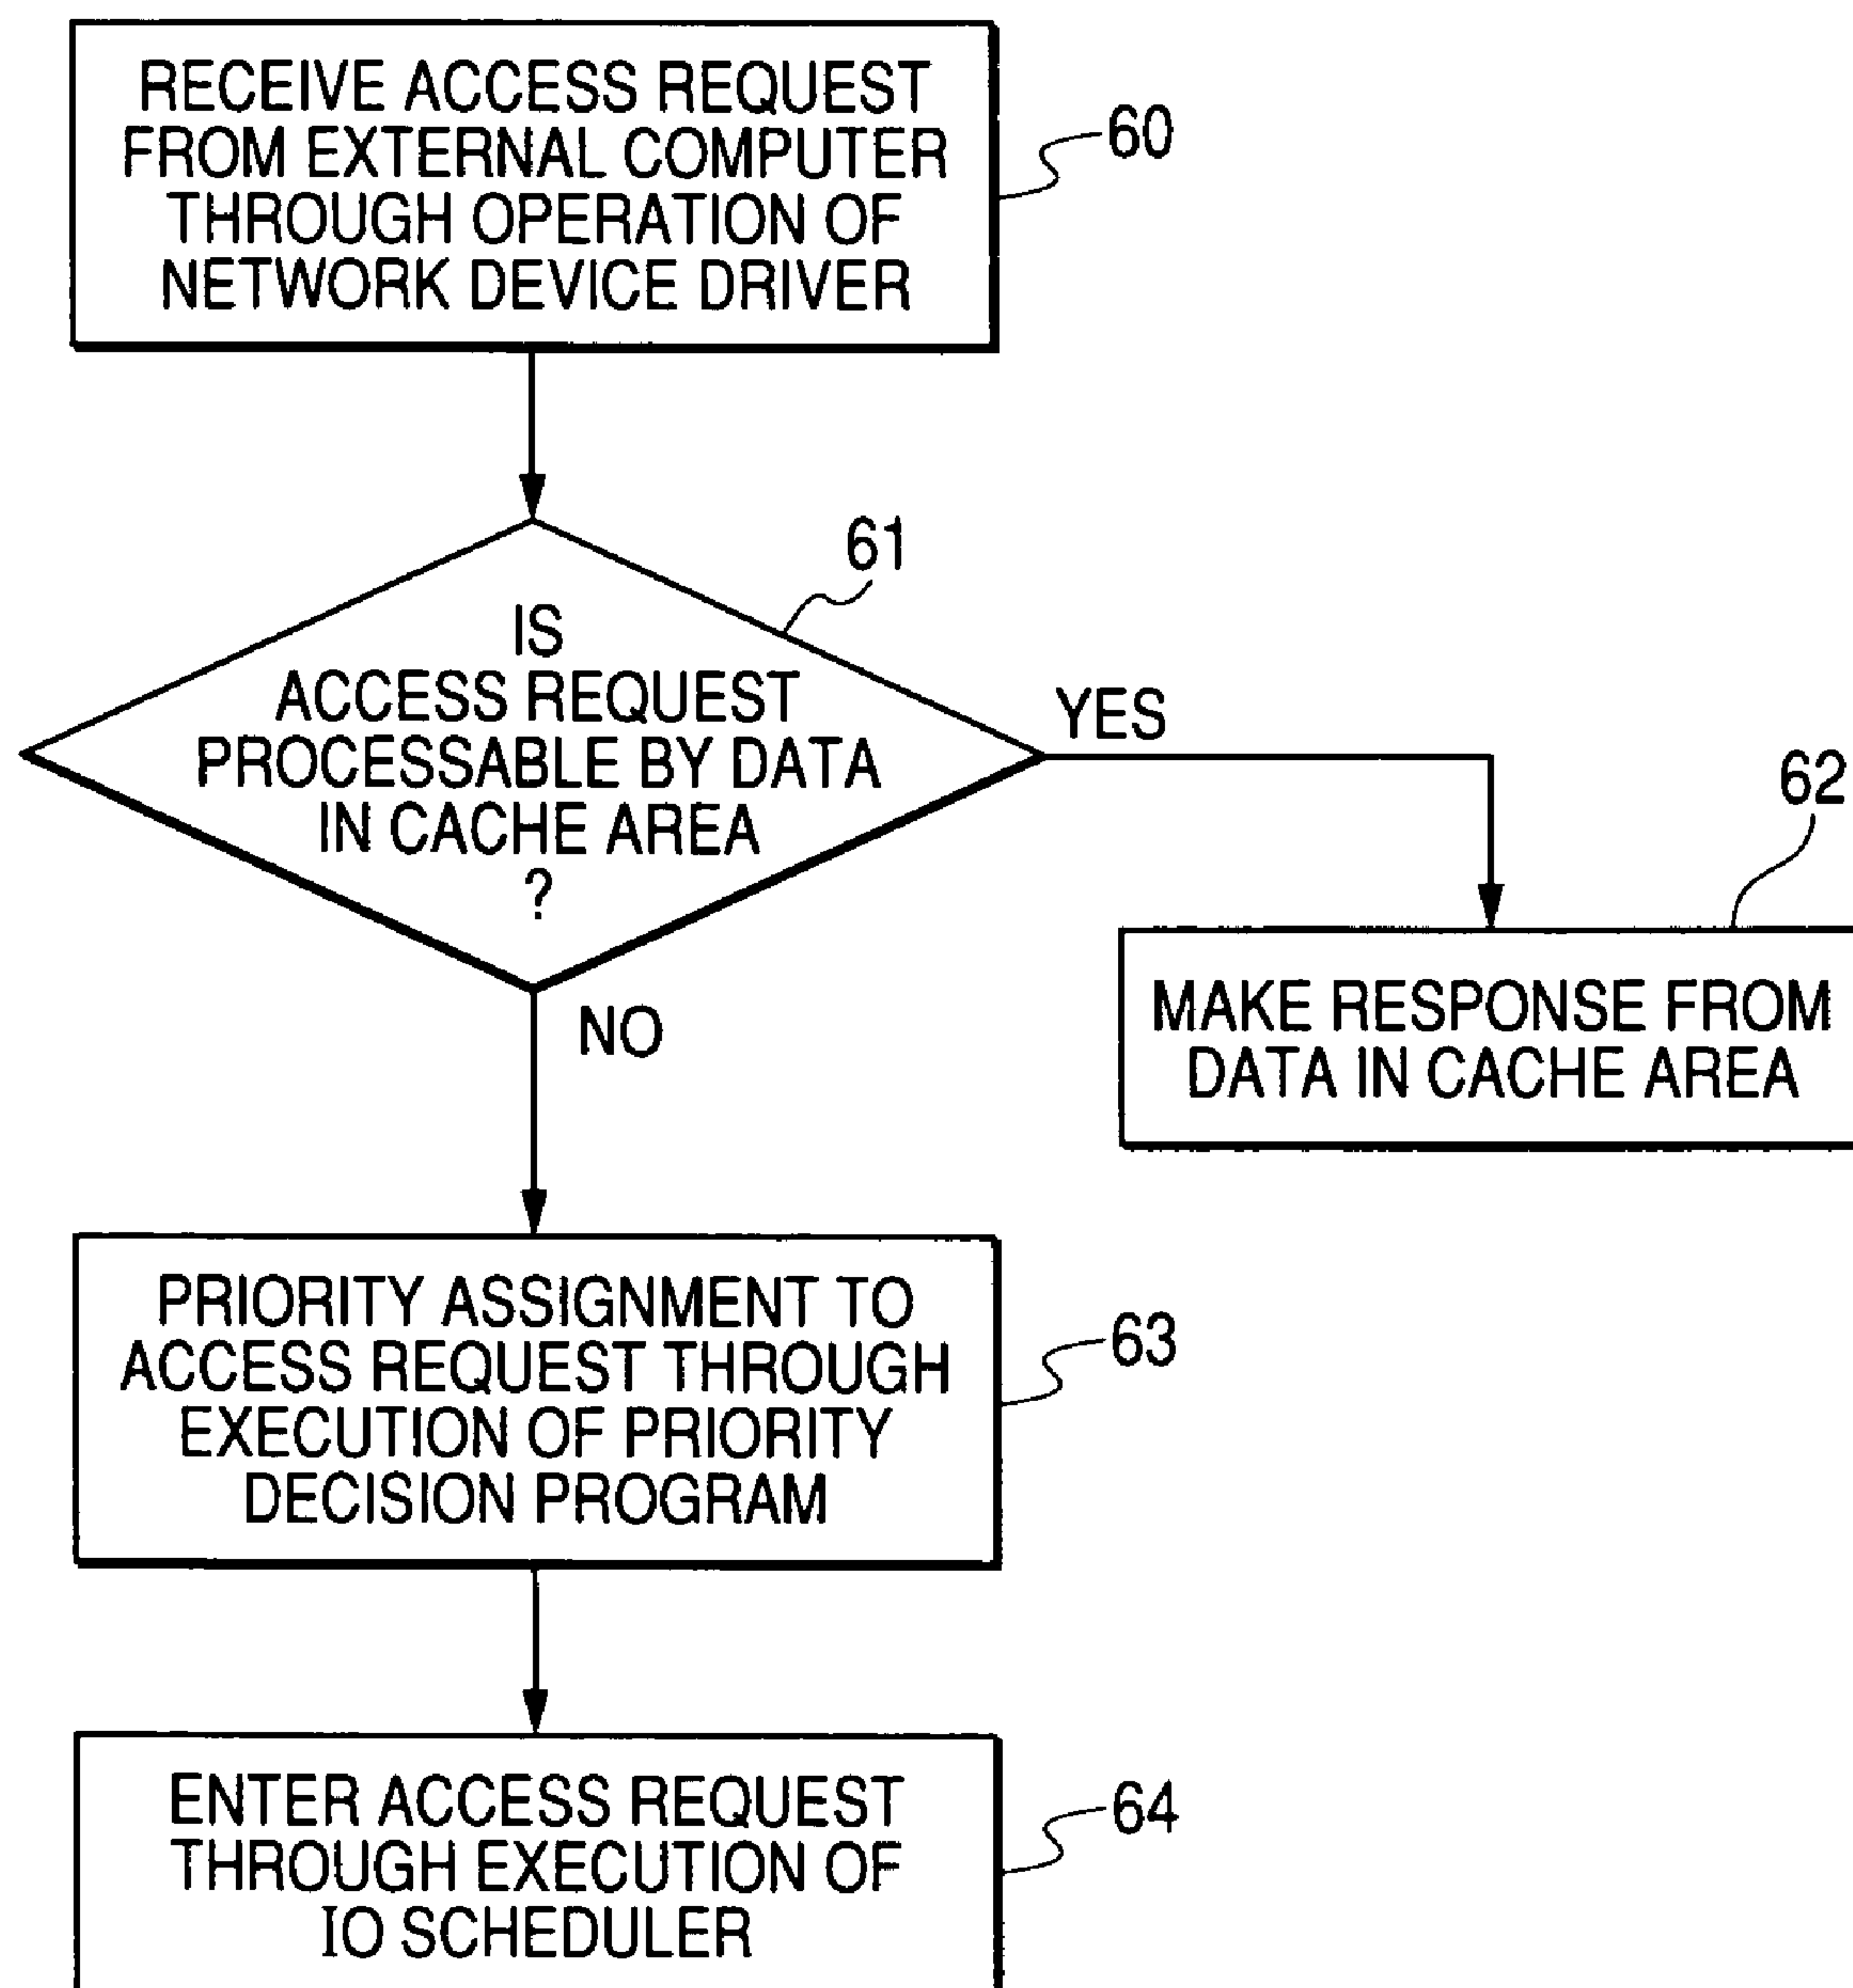 RECEIVE ACCESS REQUEST
FROM EXTERNAL COMPUTER
THROUGH OPERATION OF
NETWORK DEVICE DRIVER
60
61
IS
ACCESS REQUEST
PROCESSABLE BY DATA
IN CACHE AREA
?
YES
62
MAKE RESPONSE FROM
DATA IN CACHE AREA
NO
PRIORITY ASSIGNMENT TO
ACCESS REQUEST THROUGH
EXECUTION OF PRIORITY
DECISION PROGRAM
63
ENTER ACCESS REQUEST
THROUGH EXECUTION OF
IO SCHEDULER
64